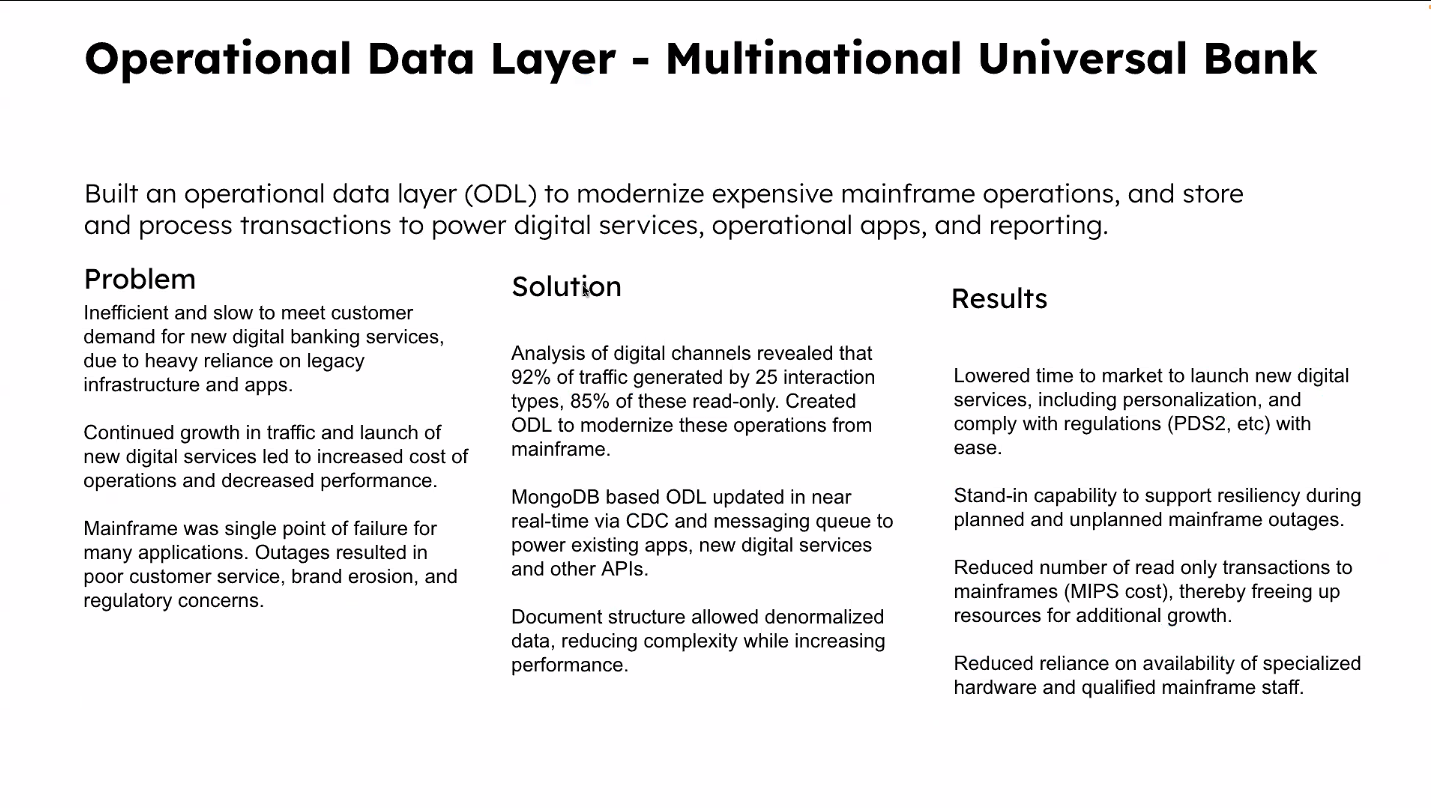 Operational Data Layer - Multinational Universal Bank
Built an operational data layer (ODL) to modernize expensive mainframe operations, and store
and process transactions to power digital services, operational apps, and reporting.
Problem
Inefficient and slow to meet customer
demand for new digital banking services,
due to heavy reliance on legacy
infrastructure and apps.
Continued growth in traffic and launch of
new digital services led to increased cost of
operations and decreased performance.
Mainframe was single point of failure for
many applications. Outages resulted in
poor customer service, brand erosion, and
regulatory concerns.
Solution
Analysis of digital channels revealed that
92% of traffic generated by 25 interaction
types, 85% of these read-only. Created
ODL to modernize these operations from
mainframe.
MongoDB based ODL updated in near
real-time via CDC and messaging queue to
power existing apps, new digital services
and other APIs.
Document structure allowed denormalized
data, reducing complexity while increasing
performance.
Results
Lowered time to market to launch new digital
services, including personalization, and
comply with regulations (PDS2, etc) with
ease.
Stand-in capability to support resiliency during
planned and unplanned mainframe outages.
Reduced number of read only transactions to
mainframes (MIPS cost), thereby freeing up
resources for additional growth.
Reduced reliance on availability of specialized
hardware and qualified mainframe staff.